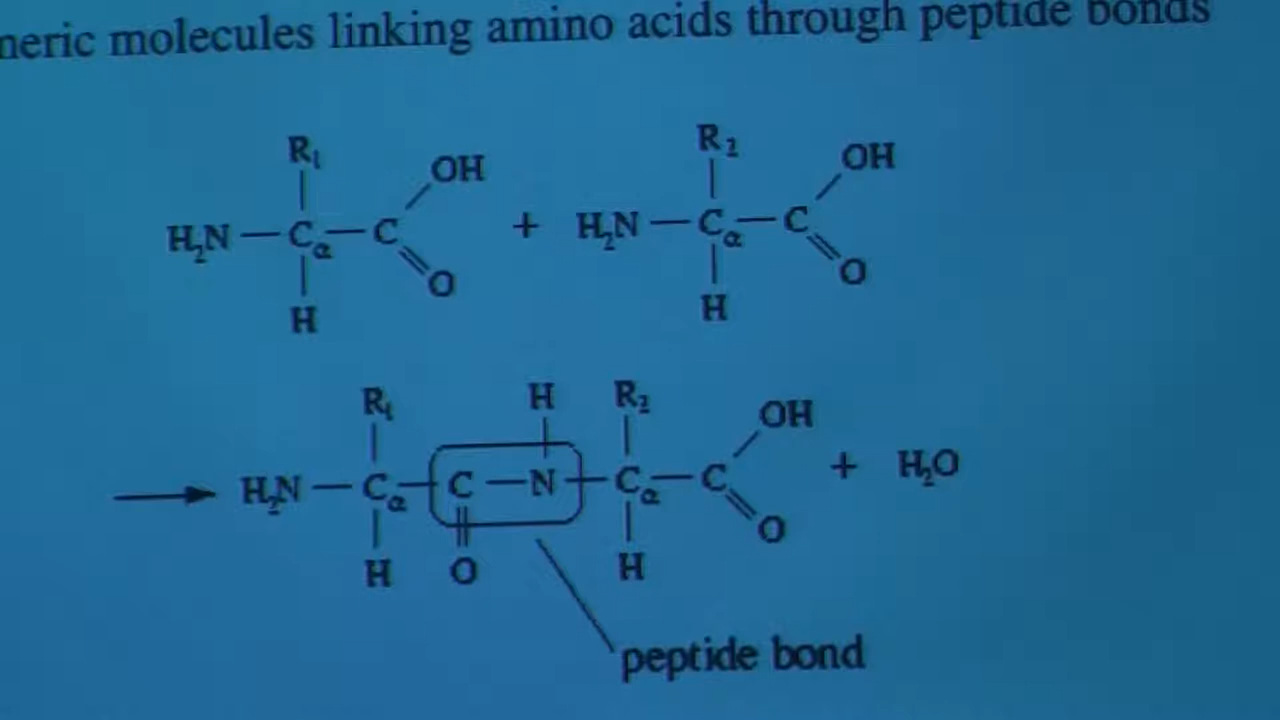 molecules linking amino acids through peptide bonds
R₁ OH R₂ OH
H₂N — Cα — C + H₂N — Cα — C
O O
H H
R₁ H R₂ OH
H₂N — Cα — C — N — Cα — C + H₂O
O
H O H
peptide bond